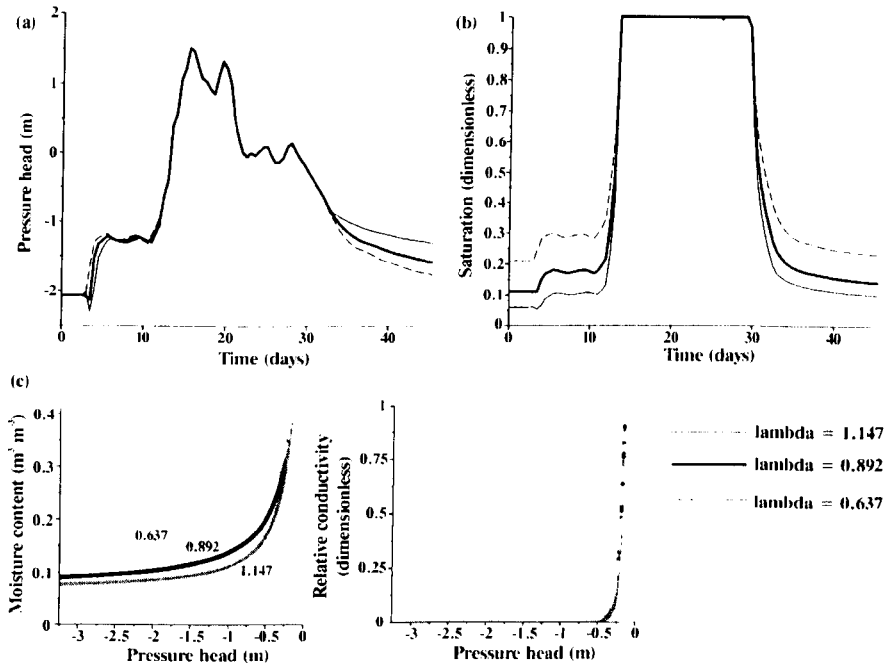 (a)
2
1
0
-1
-2
Pressure head (m)
0 10 20 30 40
Time (days)
(b)
1
0.9
0.8
0.7
0.6
0.5
0.4
0.3
0.2
0.1
0
Saturation (dimensionless)
0 10 20 30 40
Time (days)
(c)
0.4
0.3
0.2
0.1
0
Moisture content (m³ m⁻³)
0.637
0.892
1.147
-3 -2.5 -2 -1.5 -1 -0.5 0
Pressure head (m)
1
0.75
0.5
0.25
0
Relative conductivity
(dimensionless)
-3 -2.5 -2 -1.5 -1 -0.5 0
Pressure head (m)
lambda = 1.147
lambda = 0.892
lambda = 0.637